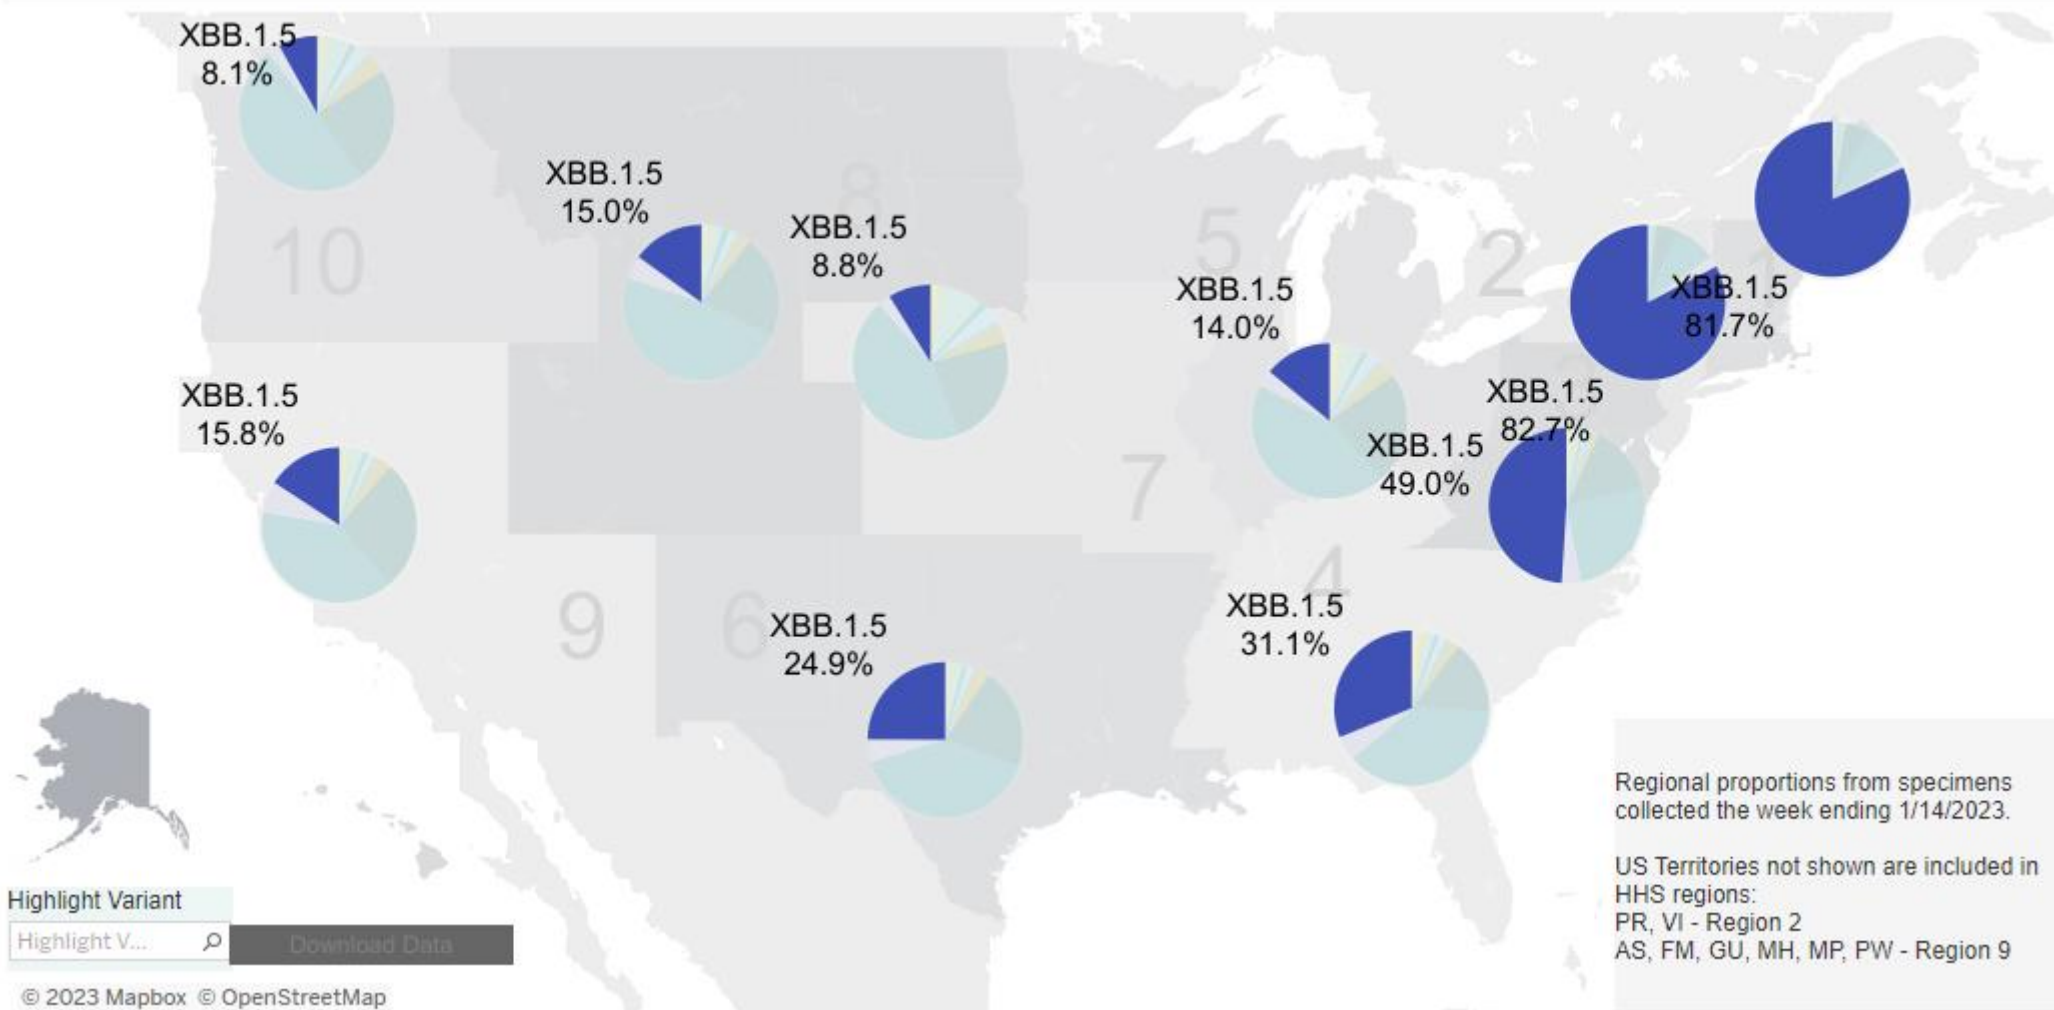 XBB.1.5
8.1%
XBB.1.5
15.0%
8
XBB.1.5
8.8%
10
5
2
1
XBB.1.5
14.0%
XBB.1.5
81.7%
XBB.1.5
15.8%
XBB.1.5
82.7%
XBB.1.5
49.0%
7
4
9
6
XBB.1.5
24.9%
XBB.1.5
31.1%
Regional proportions from specimens
collected the week ending 1/14/2023.
US Territories not shown are included in
HHS regions:
PR, VI - Region 2
AS, FM, GU, MH, MP, PW - Region 9
Highlight Variant
Highlight V...
Download Data
© 2023 Mapbox © OpenStreetMap